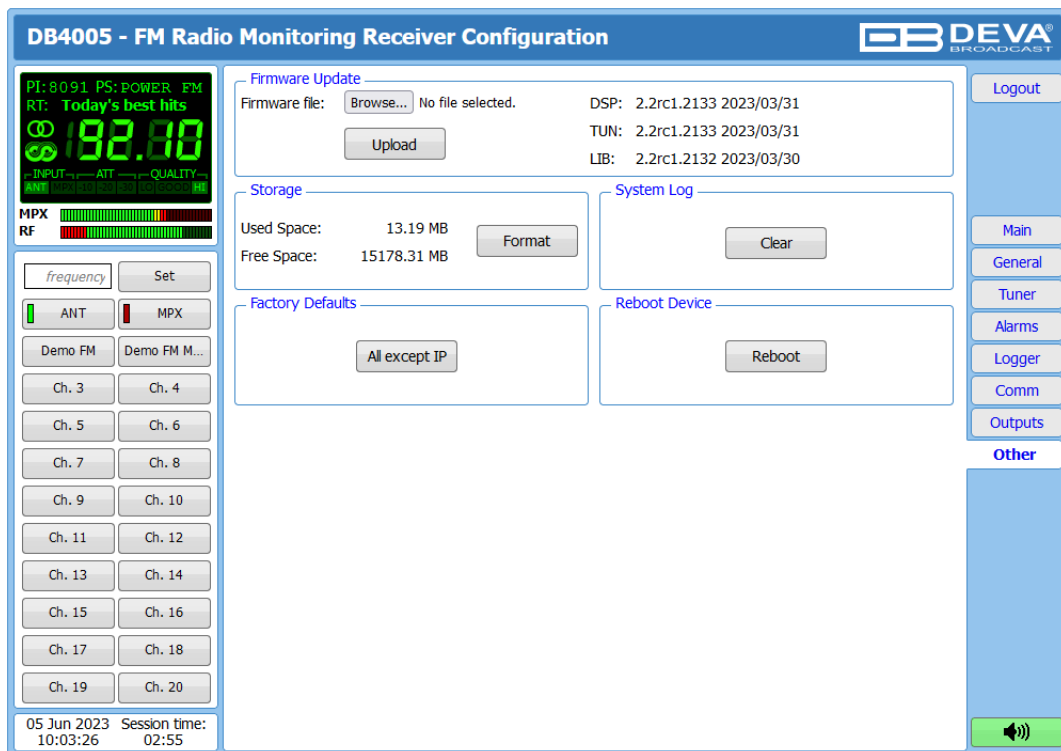 DB4005 - FM Radio Monitoring Receiver Configuration
DEVA®
BROADCAST
PI:8091 PS:POWER FM
RT: Today's best hits
92.10
INPUT ATT QUALITY
ANT MPX -10 -20 -30 LO GOOD HI
MPX
RF
frequency Set
ANT MPX
Demo FM Demo FM M...
Ch. 3 Ch. 4
Ch. 5 Ch. 6
Ch. 7 Ch. 8
Ch. 9 Ch. 10
Ch. 11 Ch. 12
Ch. 13 Ch. 14
Ch. 15 Ch. 16
Ch. 17 Ch. 18
Ch. 19 Ch. 20
05 Jun 2023 Session time:
10:03:26 02:55
Firmware Update
Firmware file: Browse... No file selected. DSP: 2.2rc1.2133 2023/03/31
Upload TUN: 2.2rc1.2133 2023/03/31
LIB: 2.2rc1.2132 2023/03/30
Storage
Used Space: 13.19 MB
Free Space: 15178.31 MB
Format
System Log
Clear
Factory Defaults
All except IP
Reboot Device
Reboot
Logout
Main
General
Tuner
Alarms
Logger
Comm
Outputs
Other